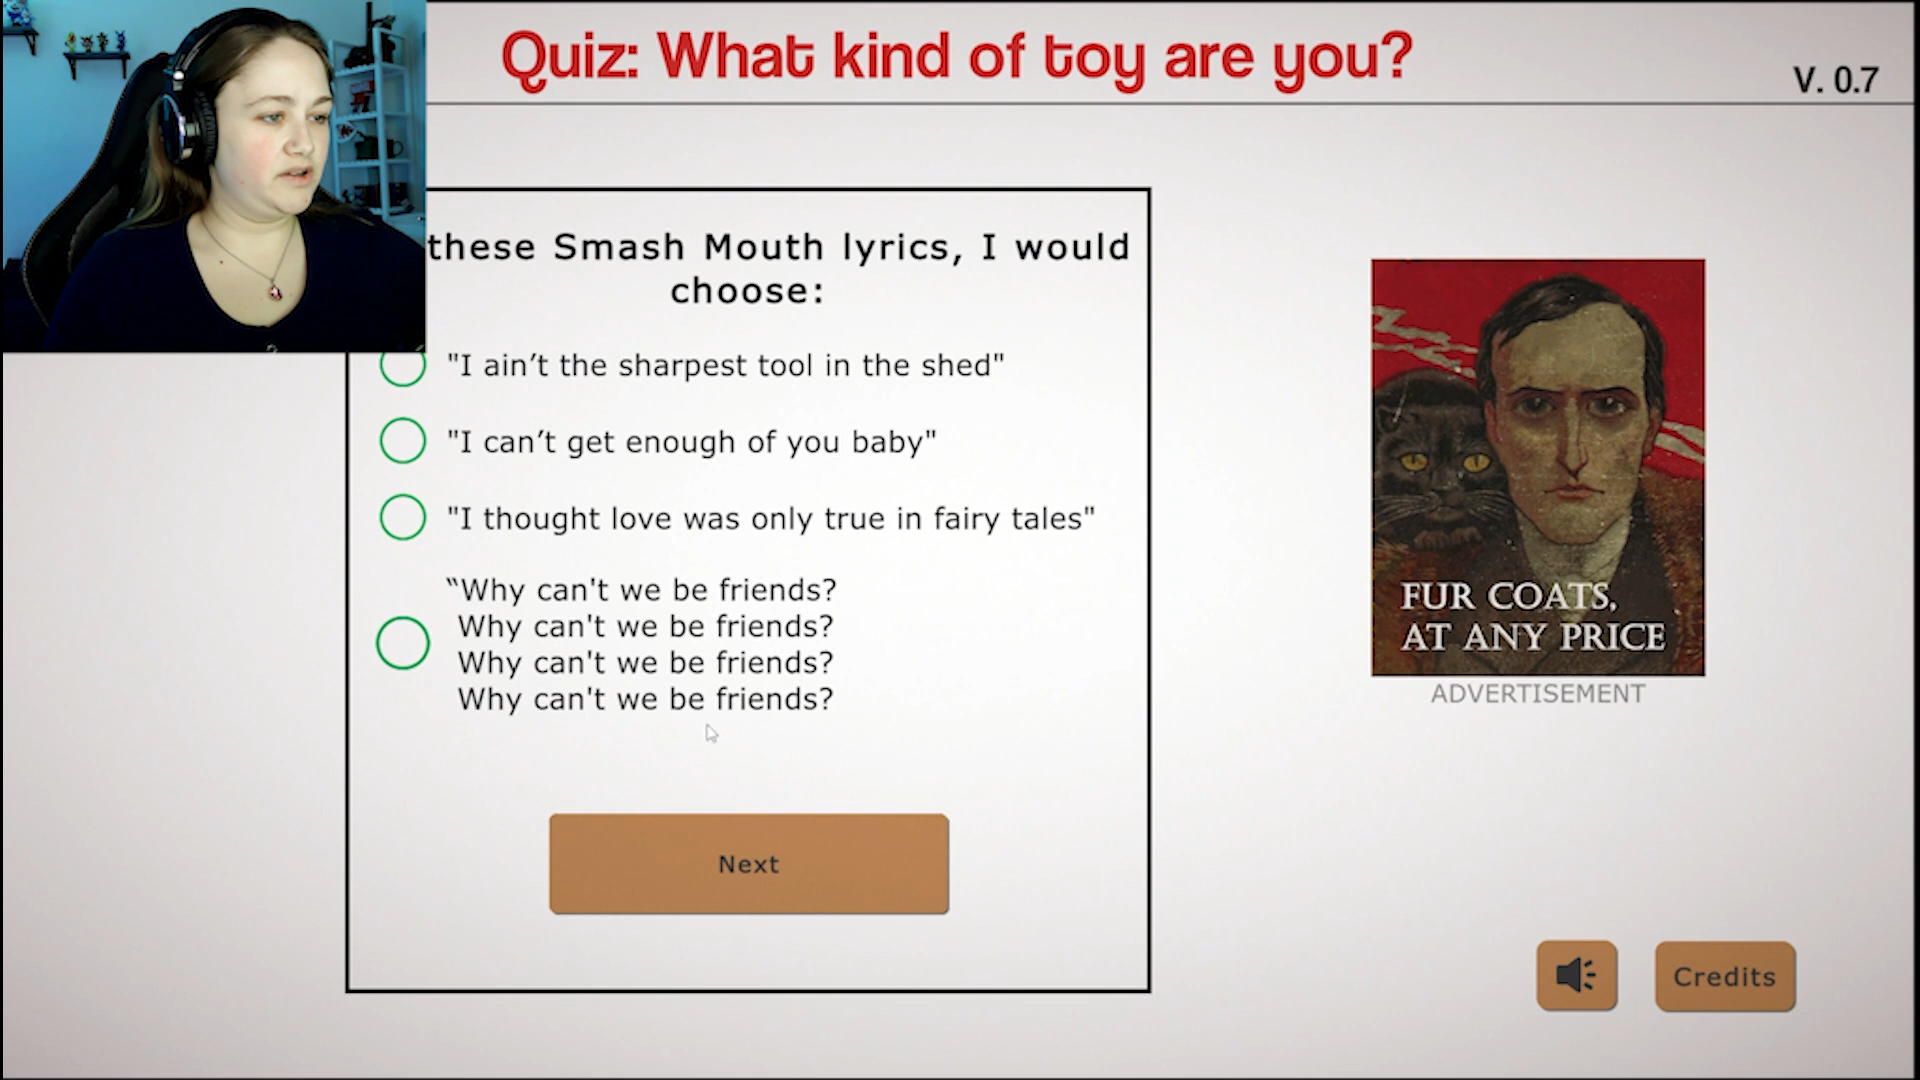 Quiz: What kind of toy are you?
V. 0.7
these Smash Mouth lyrics, I would
choose:
"I ain’t the sharpest tool in the shed"
"I can’t get enough of you baby"
"I thought love was only true in fairy tales"
“Why can't we be friends?
Why can't we be friends?
Why can't we be friends?
Why can't we be friends?
Next
FUR COATS,
AT ANY PRICE
ADVERTISEMENT
Credits